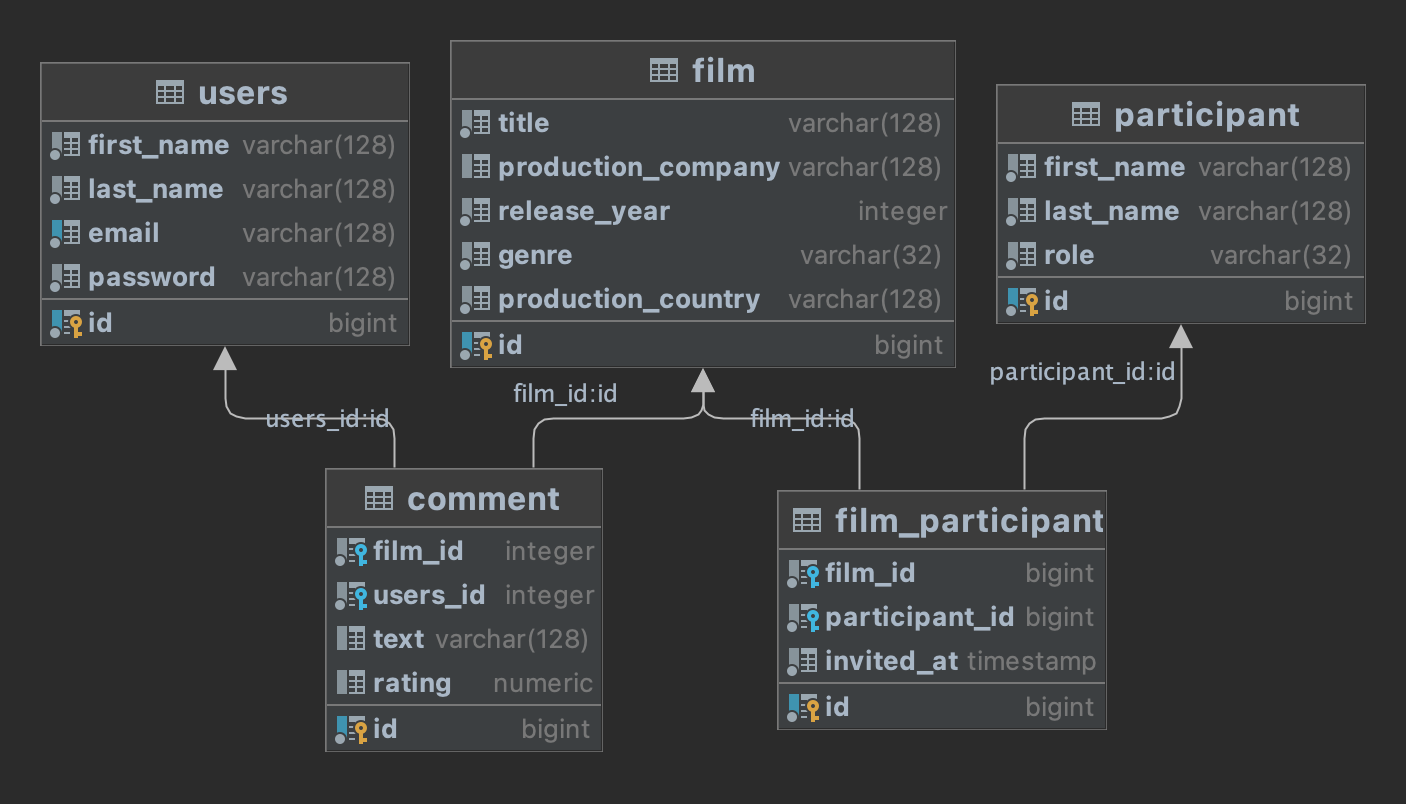 users
first_name varchar(128)
last_name varchar(128)
email varchar(128)
password varchar(128)
id bigint
film
title varchar(128)
production_company varchar(128)
release_year integer
genre varchar(32)
production_country varchar(128)
id bigint
participant
first_name varchar(128)
last_name varchar(128)
role varchar(32)
id bigint
users_id:id
film_id:id
film_id:id
participant_id:id
comment
film_id integer
users_id integer
text varchar(128)
rating numeric
id bigint
film_participant
film_id bigint
participant_id bigint
invited_at timestamp
id bigint